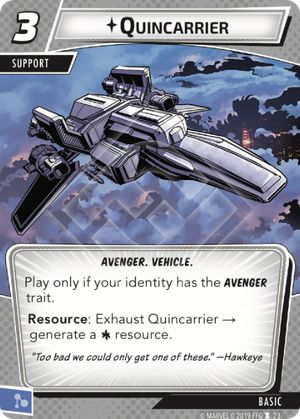 3
QUINCARRIER
SUPPORT
AVENGER. VEHICLE.
Play only if your identity has the AVENGER
trait.
Resource: Exhaust Quincarrier →
generate a resource.
"Too bad we could only get one of these." —Hawkeye
BASIC
© MARVEL © 2019 FFG 23